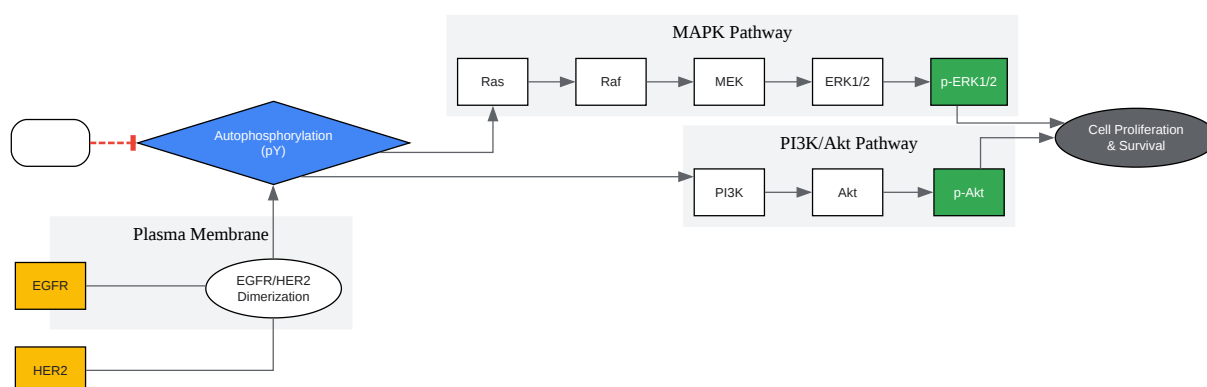 MAPK Pathway
Ras
Raf
MEK
ERK1/2
p-ERK1/2
Autophosphorylation
(pY)
Cell Proliferation
& Survival
PI3K/Akt Pathway
PI3K
Akt
p-Akt
Plasma Membrane
EGFR
EGFR/HER2
Dimerization
HER2